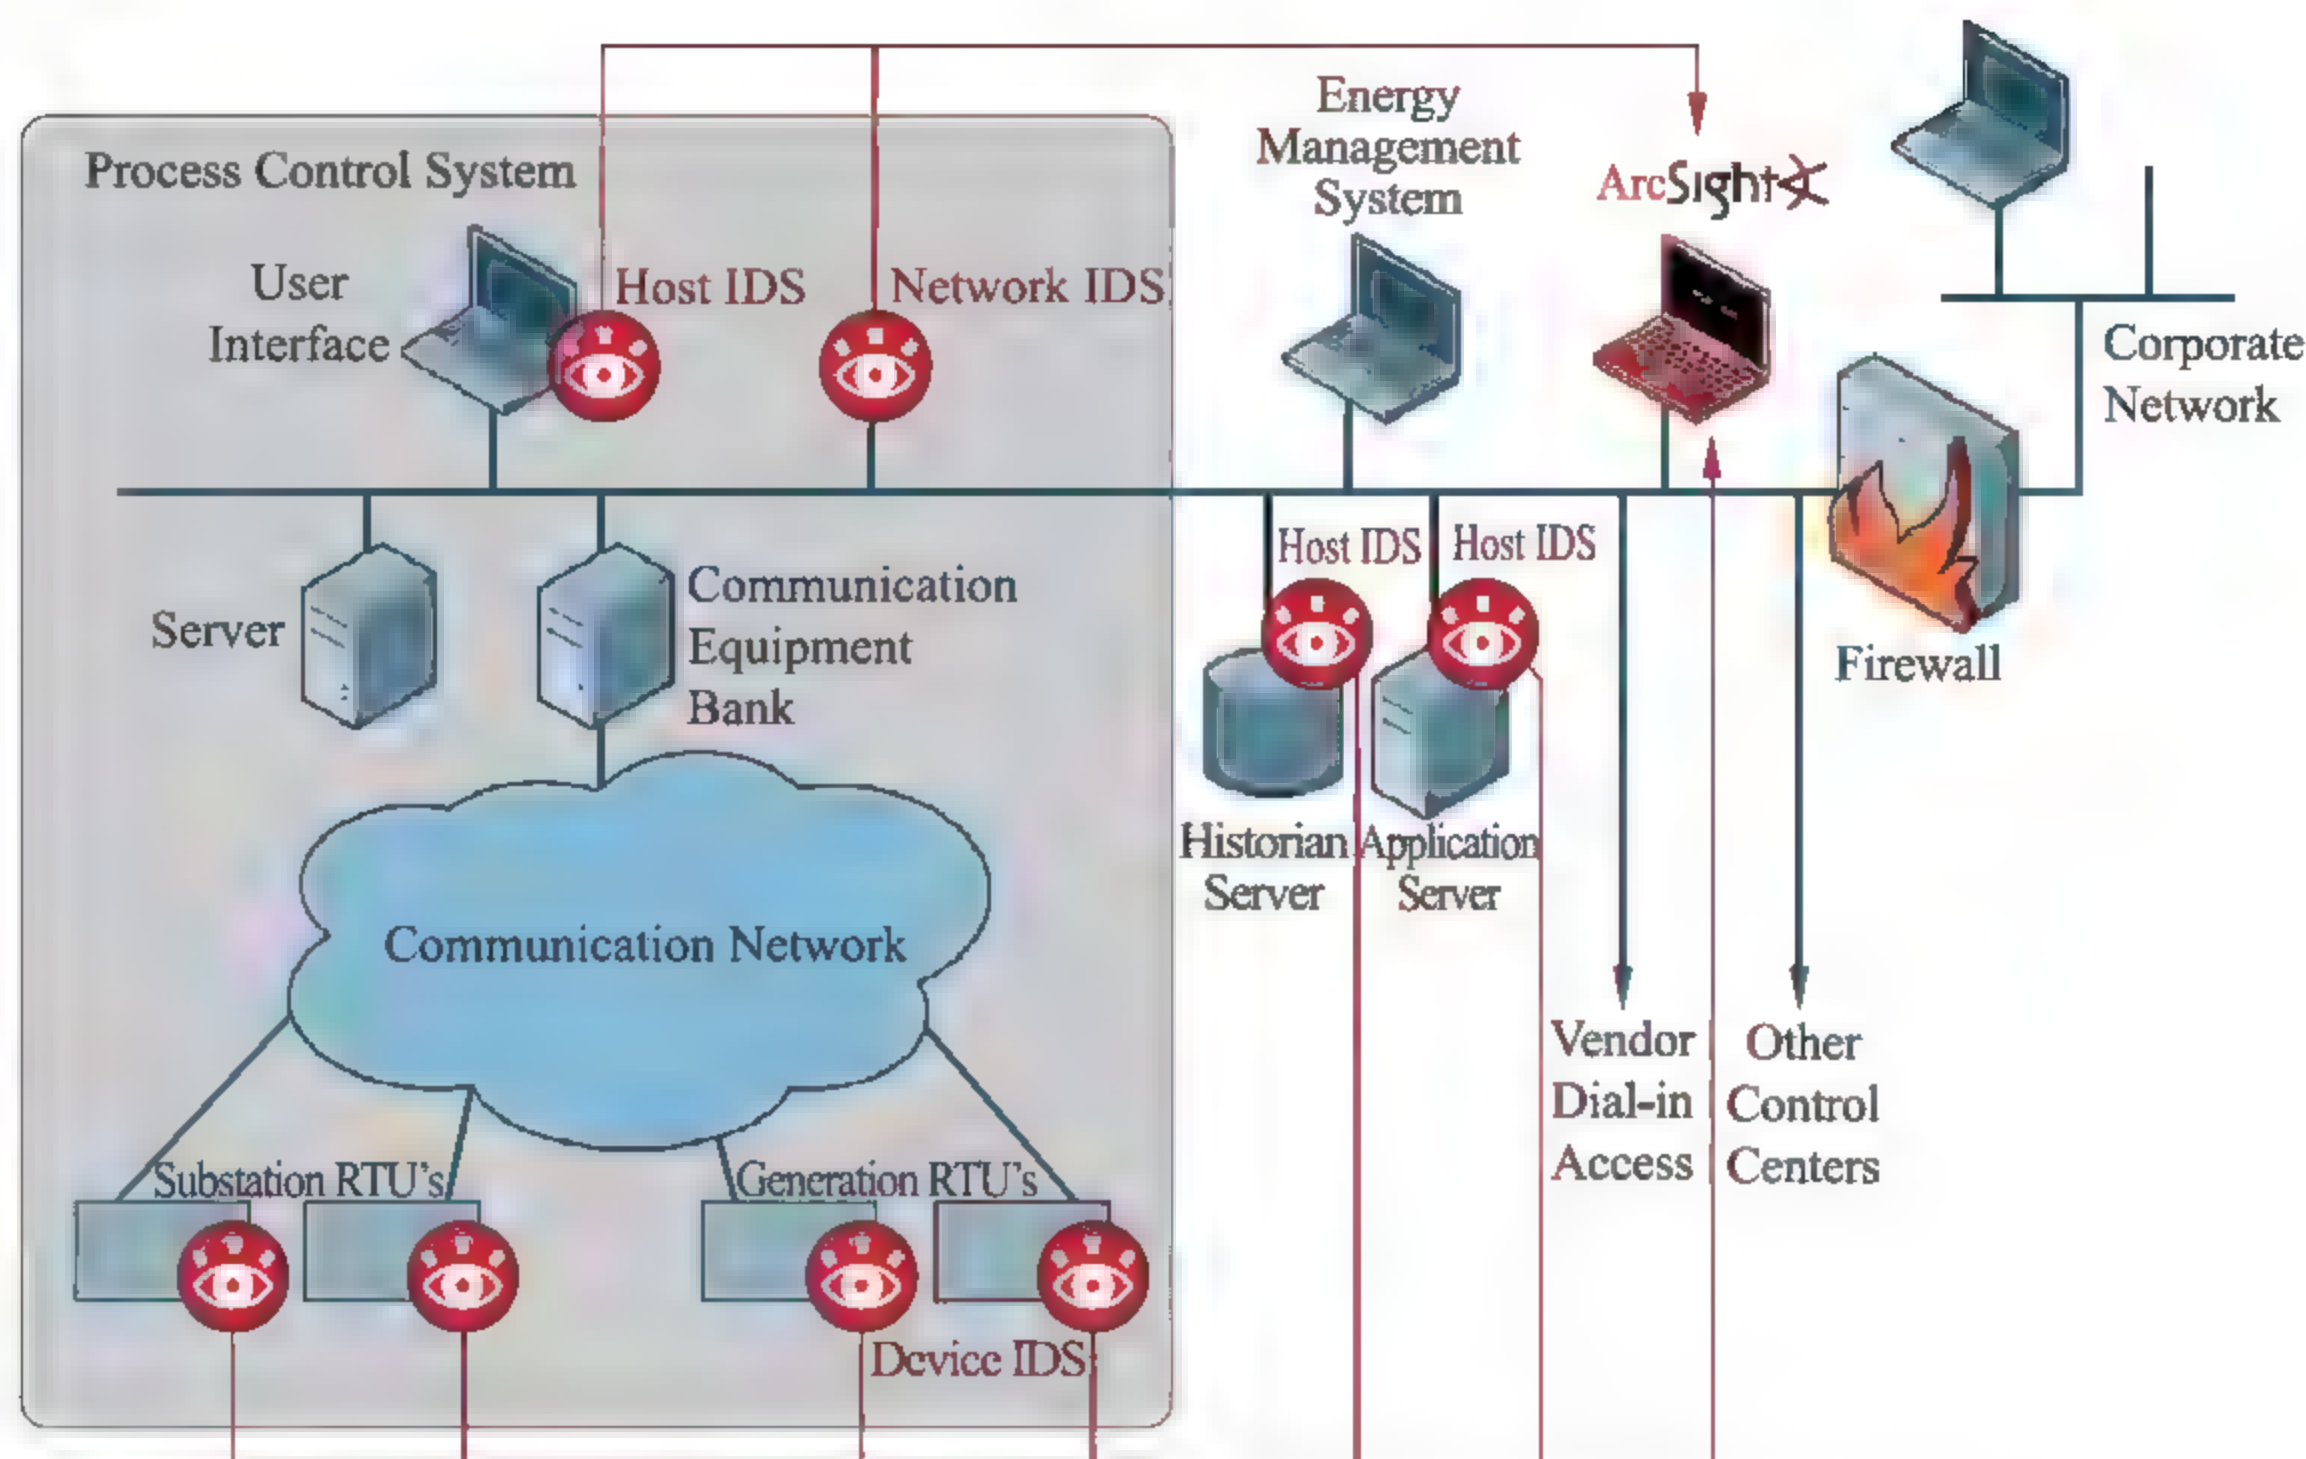 Energy
Management
System
Process Control System
ArcSight
User
Interface
Host IDS
Network IDS
Corporate
Network
Host IDS
Host IDS
Server
Communication
Equipment
Bank
Firewall
Historian
Server
Application
Server
Communication Network
Vendor
Dial-in
Access
Other
Control
Centers
Substation RTU's
Generation RTU's
Device IDS